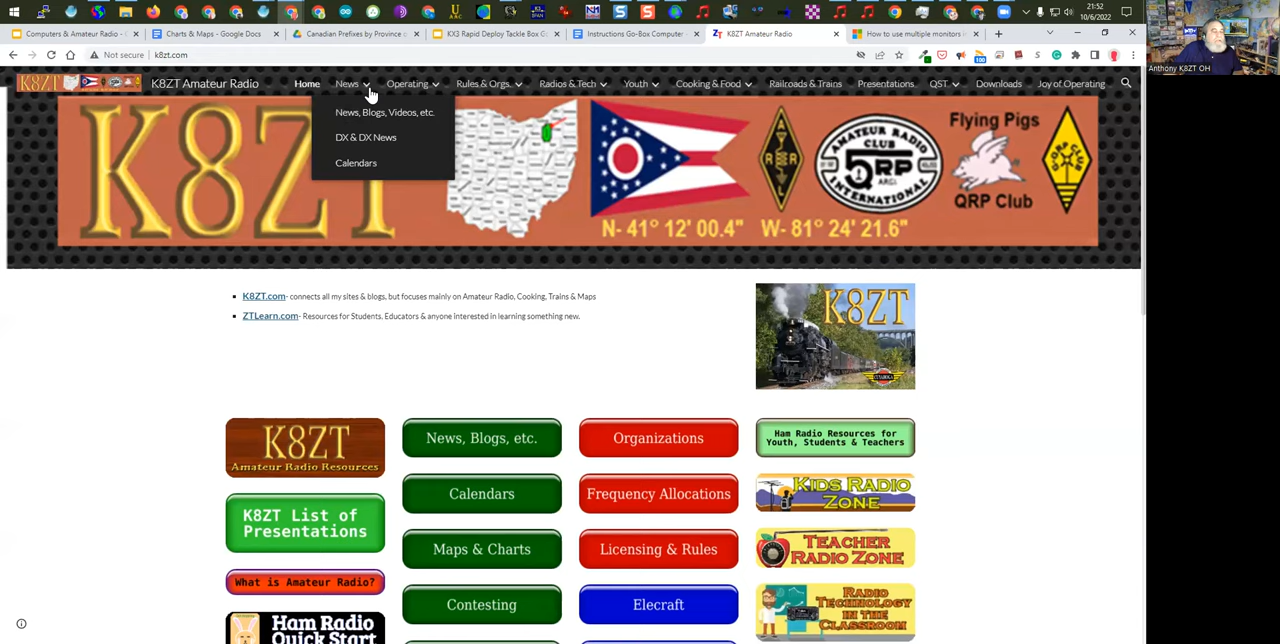 21:52
10/6/2022
Computers & Amateur Radio -
Charts & Maps - Google Docs
Canadian Prefixes by Province
KX3 Rapid Deploy Tackle Box G
Instructions Go-Box Computer
K8ZT Amateur Radio
How to use multiple monitors
Not secure | k8zt.com
Anthony K8ZT OH
K8ZT Amateur Radio
Home
News
Operating
Rules & Orgs.
Radios & Tech
Youth
Cooking & Food
Railroads & Trains
Presentations
QST
Downloads
Joy of Operating
News, Blogs, Videos, etc.
DX & DX News
Calendars
K8ZT
N- 41° 12' 00.4" W- 81° 24' 21.6"
AMATEUR RADIO CLUB
QRP
ARCI
INTERNATIONAL
Flying Pigs
QRP Club
K8ZT.com- connects all my sites & blogs, but focuses mainly on Amateur Radio, Cooking, Trains & Maps
ZTLearn.com- Resources for Students. Educators & anyone interested in learning something new.
K8ZT
K8ZT
Amateur Radio Resources
News, Blogs, etc.
Organizations
Ham Radio Resources for
Youth, Students & Teachers
K8ZT List of
Presentations
Calendars
Frequency Allocations
KIDS RADIO
ZONE
Maps & Charts
Licensing & Rules
TEACHER
RADIO ZONE
What is Amateur Radio?
Contesting
Elecraft
RADIO
TECHNOLOGY
IN THE
CLASSROOM
Ham Radio
Quick Start